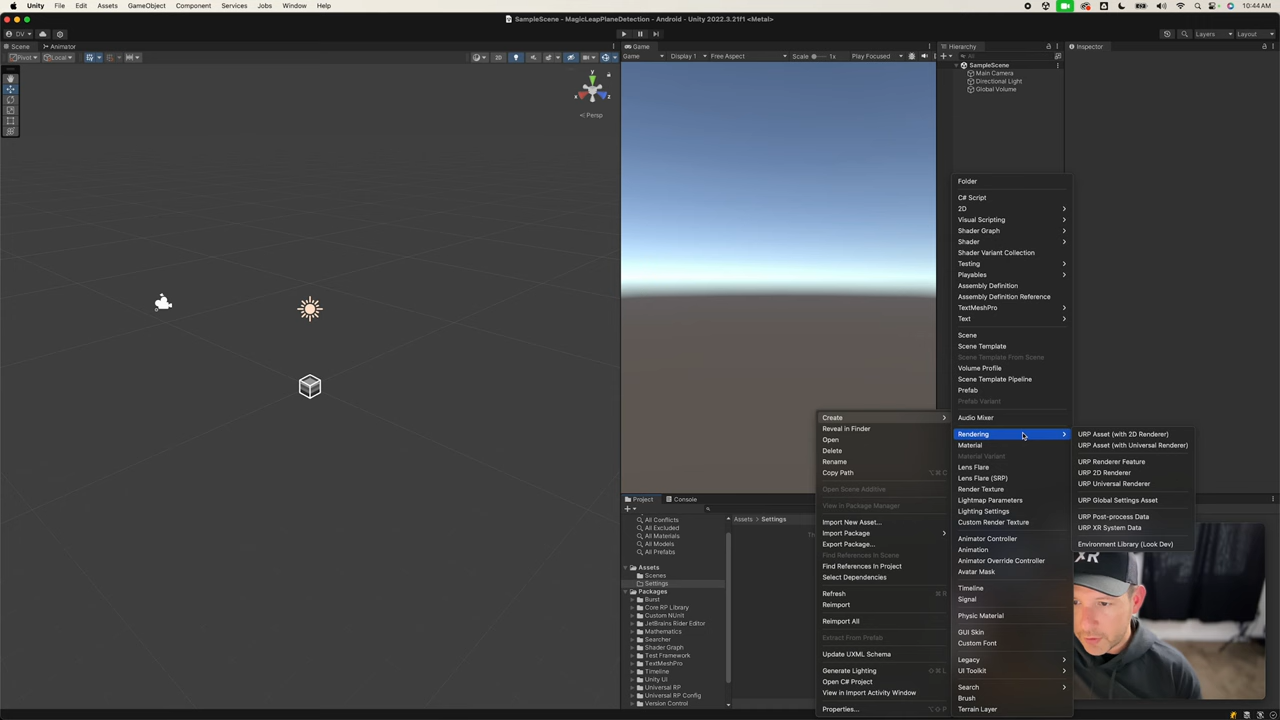 Unity File Edit Assets GameObject Component Services Jobs Window Help
10:44 AM
SampleScene - MagicLeapPlaneDetection - Android - Unity 2022.3.21f1 <Metal>
DV
Layers
Layout
Scene
Animator
Pivot
Local
2D
y
x
z
Persp
Game
Game
Display 1
Free Aspect
Scale
1x
Play Focused
Hierarchy
All
SampleScene
Main Camera
Directional Light
Global Volume
Inspector
Folder
C# Script
2D
Visual Scripting
Shader Graph
Shader
Shader Variant Collection
Testing
Playables
Assembly Definition
Assembly Definition Reference
TextMeshPro
Text
Scene
Scene Template
Scene Template From Scene
Volume Profile
Scene Template Pipeline
Prefab
Prefab Variant
Audio Mixer
Rendering
Material
Material Variant
Lens Flare
Lens Flare (SRP)
Render Texture
Lightmap Parameters
Lighting Settings
Custom Render Texture
Animator Controller
Animation
Animator Override Controller
Avatar Mask
Timeline
Signal
Physic Material
GUI Skin
Custom Font
Legacy
UI Toolkit
Search
Brush
Terrain Layer
URP Asset (with 2D Renderer)
URP Asset (with Universal Renderer)
URP Renderer Feature
URP 2D Renderer
URP Universal Renderer
URP Global Settings Asset
URP Post-process Data
URP XR System Data
Environment Library (Look Dev)
Create
Reveal in Finder
Open
Delete
Rename
Copy Path ⌥⌘C
Open Scene Additive
View in Package Manager
Import New Asset...
Import Package
Export Package...
Find References In Scene
Find References In Project
Select Dependencies
Refresh ⌘R
Reimport
Reimport All
Extract From Prefab
Update UXML Schema
Generate Lighting ⇧⌘L
Open C# Project
View in Import Activity Window
Properties... ⌥⇧P
Project
Console
Assets > Settings
All Conflicts
All Excluded
All Materials
All Models
All Prefabs
Assets
Scenes
Settings
Packages
Burst
Core RP Library
Custom NUnit
JetBrains Rider Editor
Mathematics
Searcher
Shader Graph
Test Framework
TextMeshPro
Timeline
Unity UI
Universal RP
Universal RP Config
Version Control